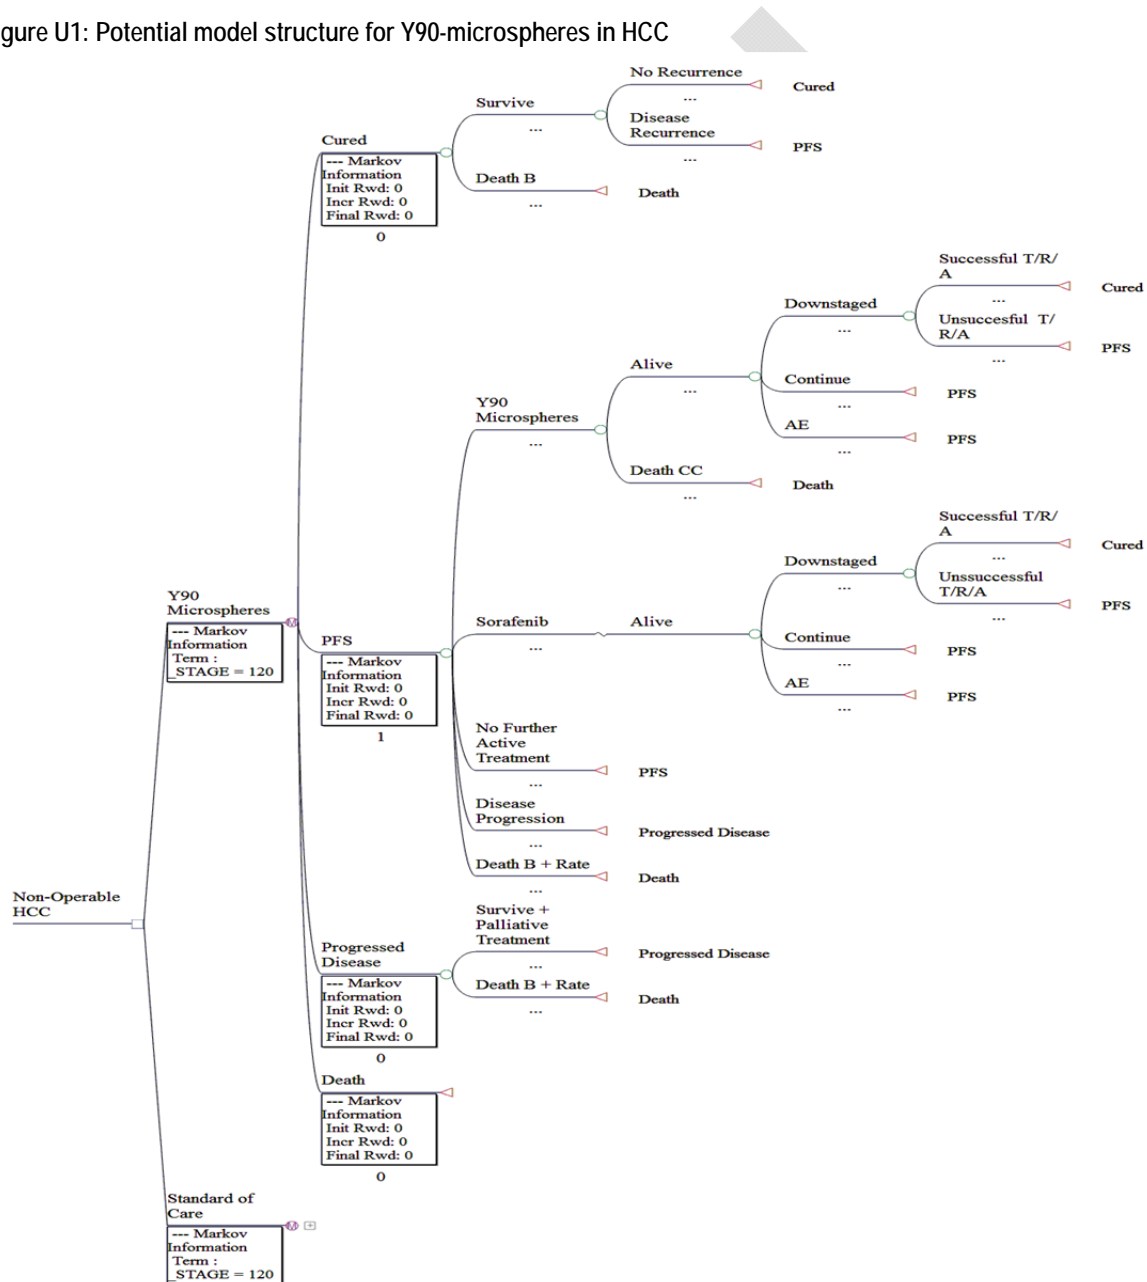 gure U1: Potential model structure for Y90-microspheres in HCC
No Recurrence
...
Cured
Survive
...
Disease
Recurrence
...
PFS
Cured
--- Markov
Information
Init Rwd: 0
Incr Rwd: 0
Final Rwd: 0
0
Death B
...
Death
Successful T/R/
A
...
Cured
Downstaged
...
Unsuccesful T/
R/A
...
PFS
Alive
...
Continue
...
PFS
Y90
Microspheres
...
AE
...
PFS
Death CC
...
Death
Successful T/R/
A
...
Cured
Downstaged
...
Unssuccessful
T/R/A
...
PFS
Y90
Microspheres
--- Markov
Information
Term :
_STAGE = 120
Sorafenib
...
Alive
Continue
...
PFS
PFS
--- Markov
Information
Init Rwd: 0
Incr Rwd: 0
Final Rwd: 0
1
AE
...
PFS
No Further
Active
Treatment
...
PFS
Disease
Progression
...
Progressed Disease
Death B + Rate
...
Death
Non-Operable
HCC
Survive +
Palliative
Treatment
...
Progressed Disease
Progressed
Disease
--- Markov
Information
Init Rwd: 0
Incr Rwd: 0
Final Rwd: 0
0
Death B + Rate
...
Death
Death
--- Markov
Information
Init Rwd: 0
Incr Rwd: 0
Final Rwd: 0
0
Standard of
Care
--- Markov
Information
Term :
_STAGE = 120